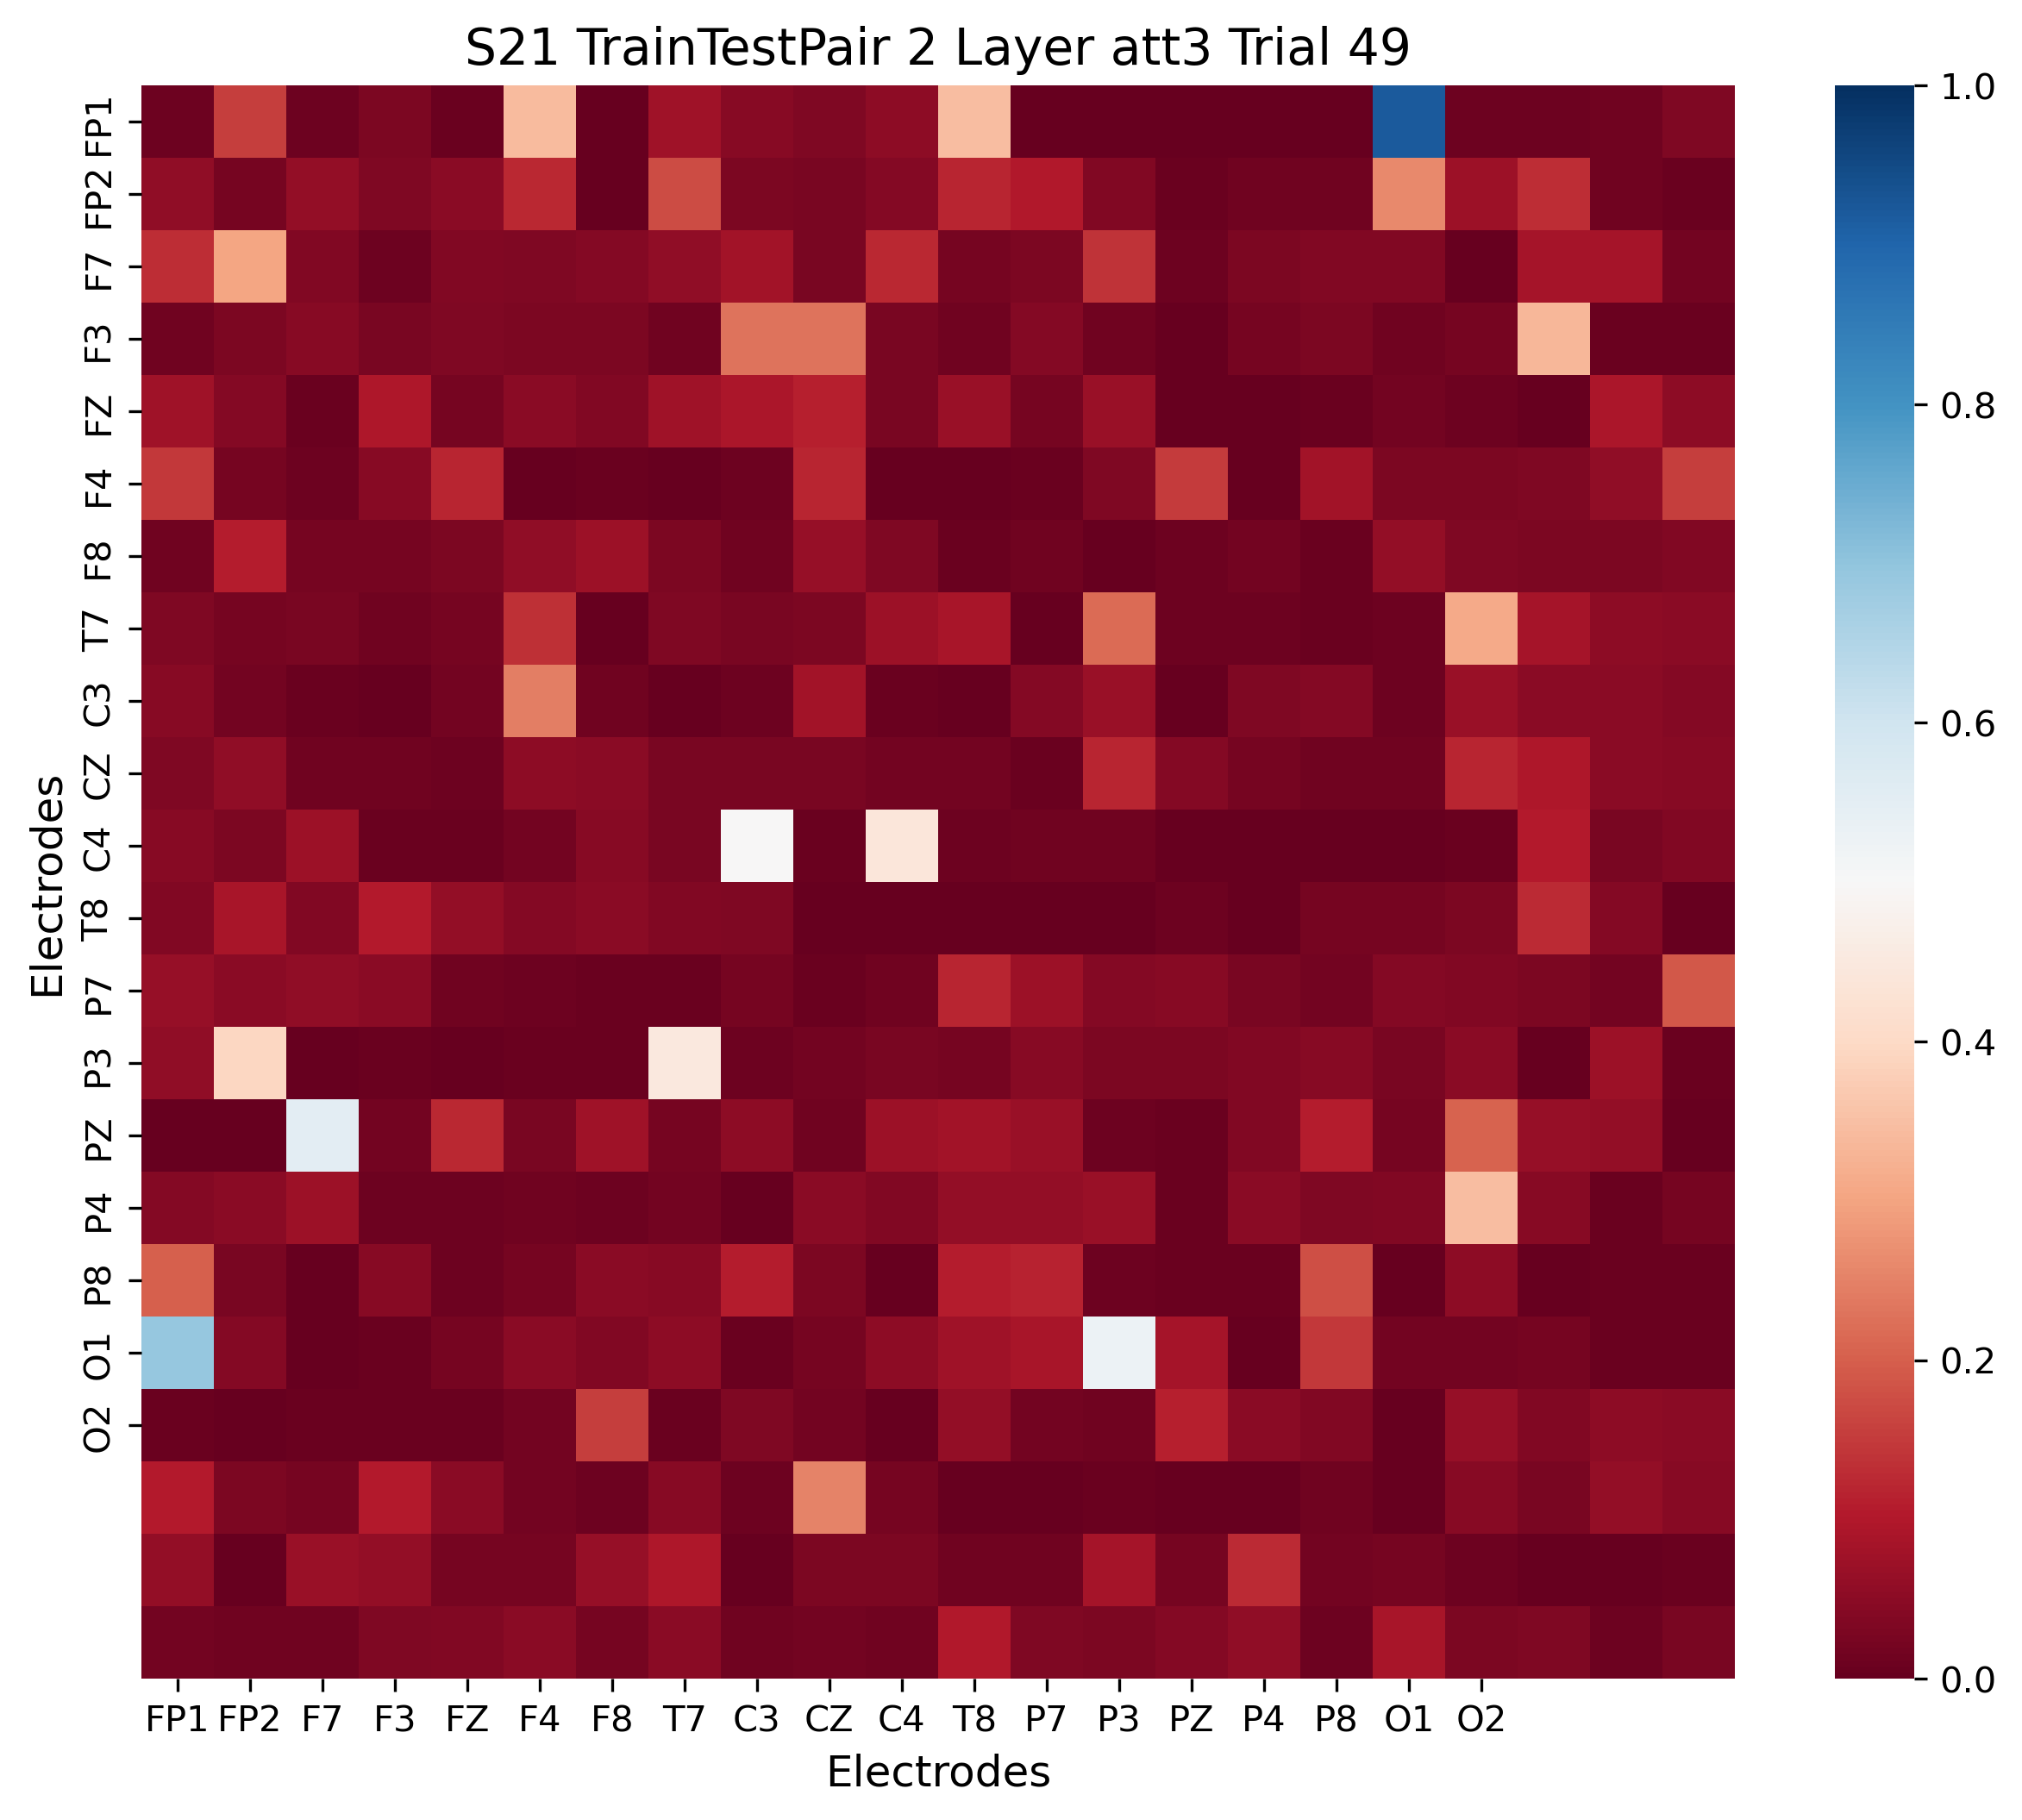 S21 TrainTestPair 2 Layer att3 Trial 49
Electrodes
FP1
FP2
F7
F3
FZ
F4
F8
T7
C3
CZ
C4
T8
P7
P3
PZ
P4
P8
O1
O2
FP1 FP2 F7 F3 FZ F4 F8 T7 C3 CZ C4 T8 P7 P3 PZ P4 P8 O1 O2
Electrodes
1.0
0.8
0.6
0.4
0.2
0.0